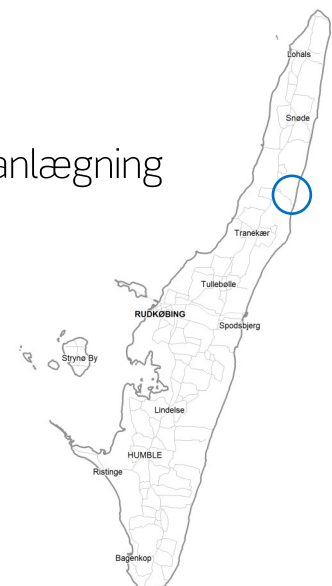 Lohals
Snøde
anlægning
Tranekær
Tullebølle
RUDKØBING
Spodsbjerg
Strynø By
Lindelse
HUMBLE
Ristinge
Bagenkop